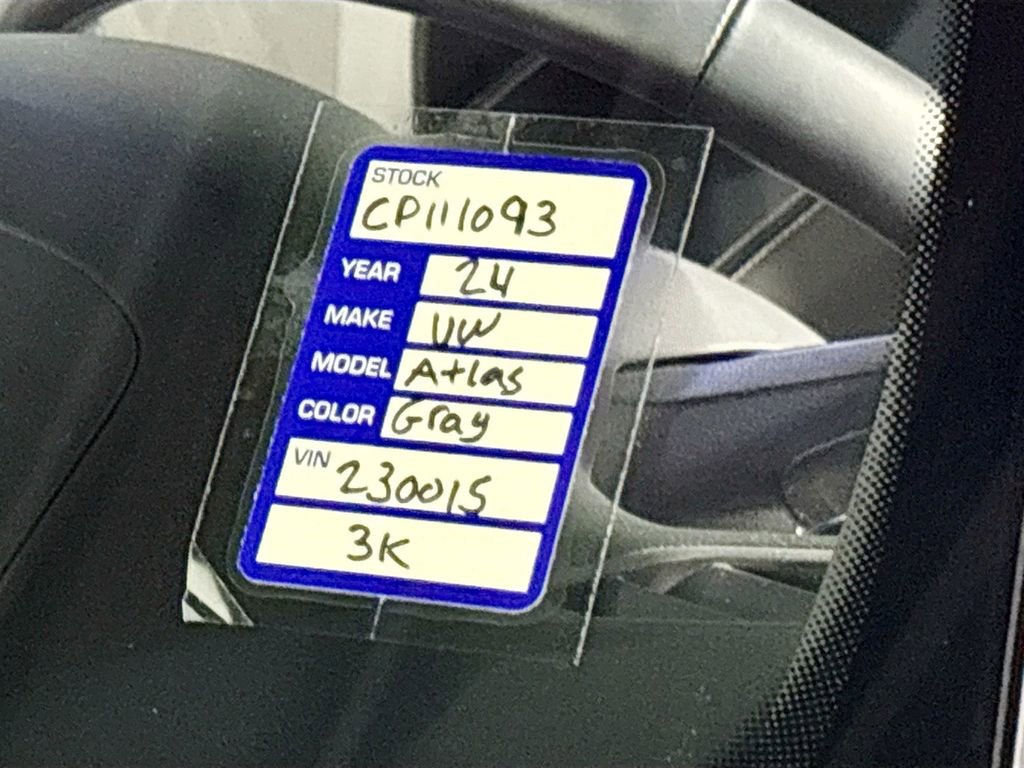 STOCK
CP111093
YEAR 24
MAKE VW
MODEL Atlas
COLOR Gray
VIN 230015
3K